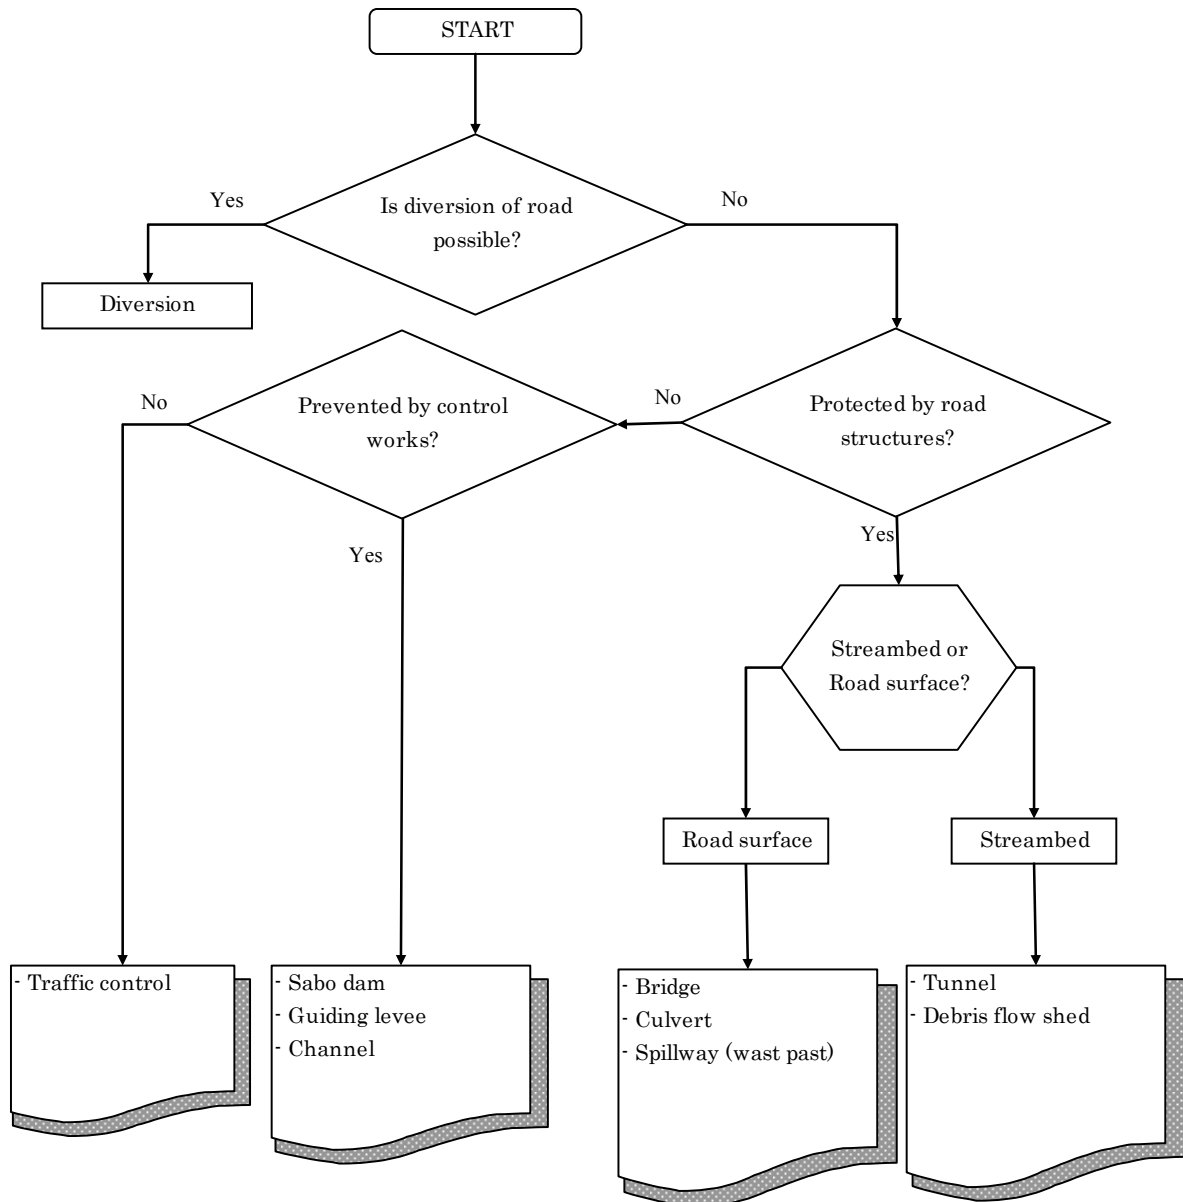 START
Yes
No
Is diversion of road
possible?
Diversion
No
Prevented by control
works?
No
Protected by road
structures?
Yes
Yes
Streambed or
Road surface?
Road surface
Streambed
- Traffic control
- Sabo dam
- Guiding levee
- Channel
- Bridge
- Culvert
- Spillway (wast past)
- Tunnel
- Debris flow shed